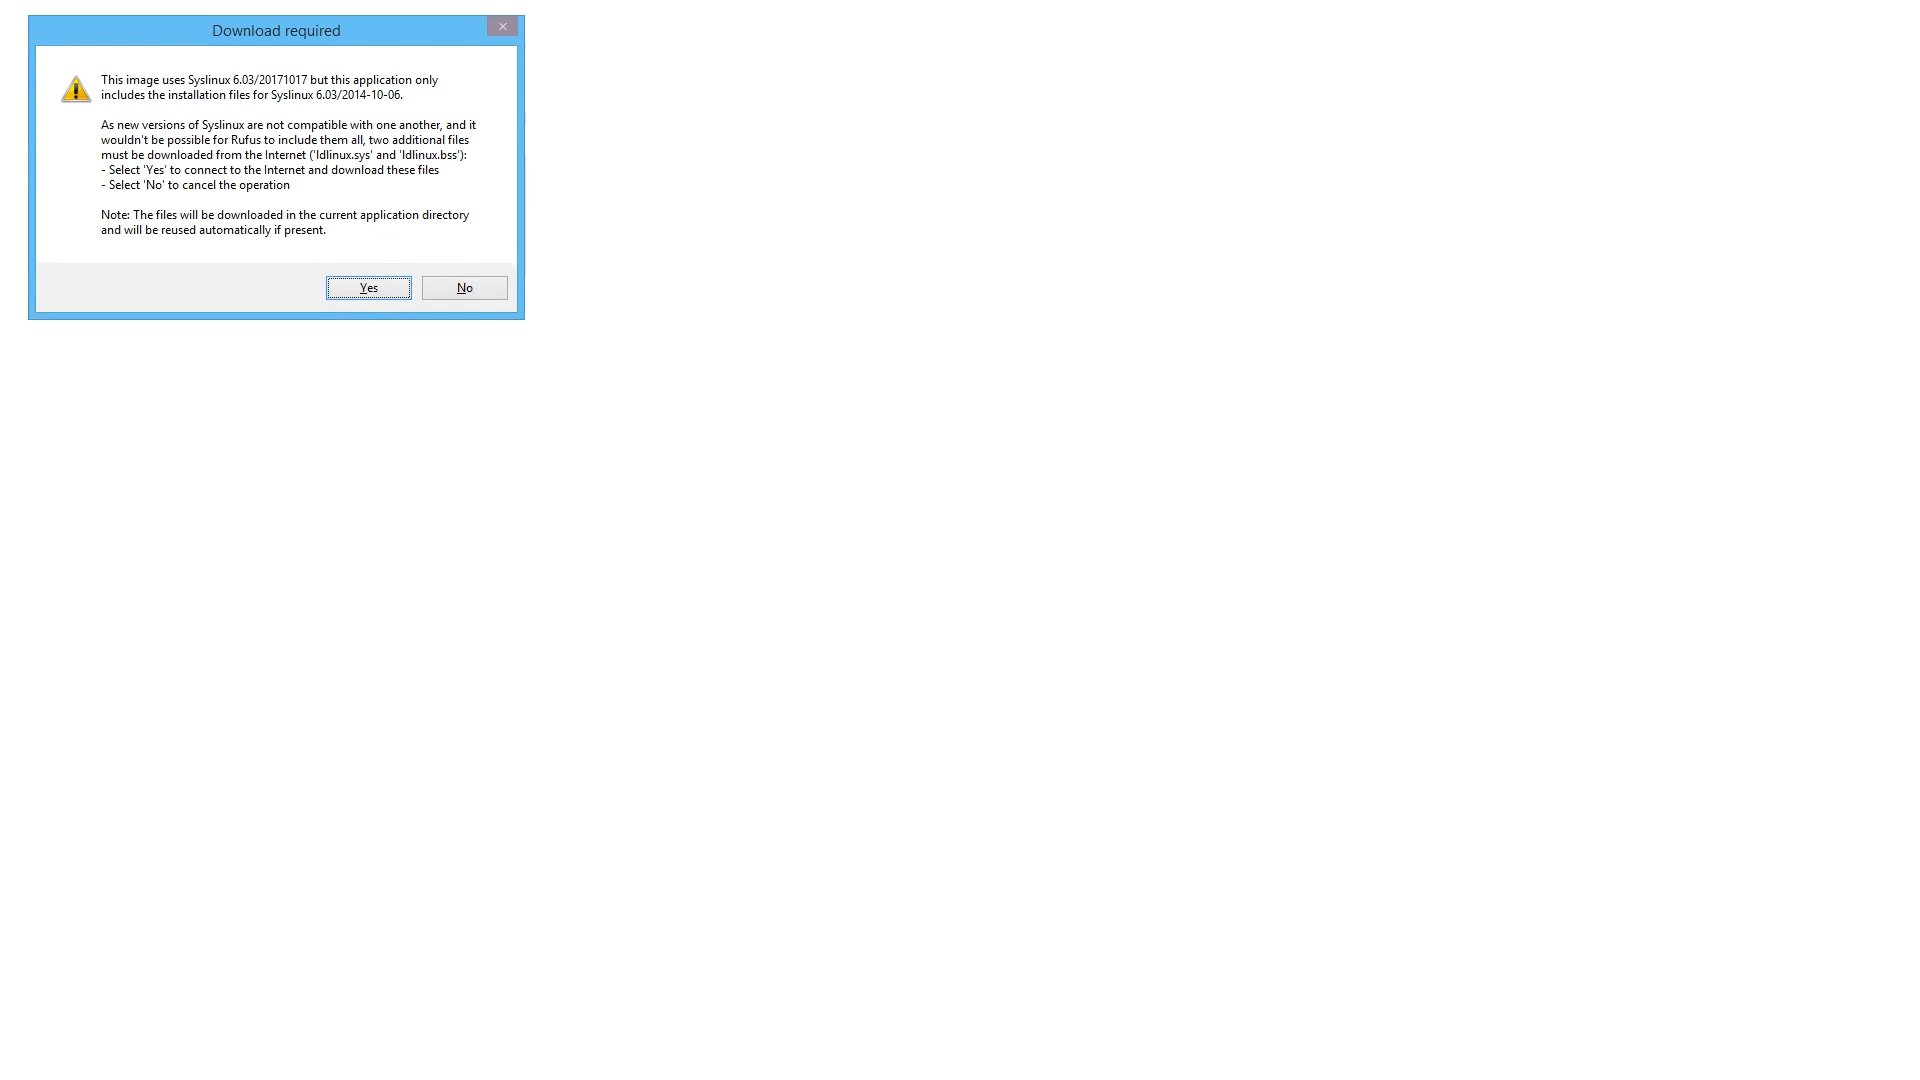 Download required
This image uses Syslinux 6.03/20171017 but this application only
includes the installation files for Syslinux 6.03/2014-10-06.
As new versions of Syslinux are not compatible with one another, and it
wouldn't be possible for Rufus to include them all, two additional files
must be downloaded from the Internet ('ldlinux.sys' and 'ldlinux.bss'):
- Select 'Yes' to connect to the Internet and download these files
- Select 'No' to cancel the operation
Note: The files will be downloaded in the current application directory
and will be reused automatically if present.
Yes No